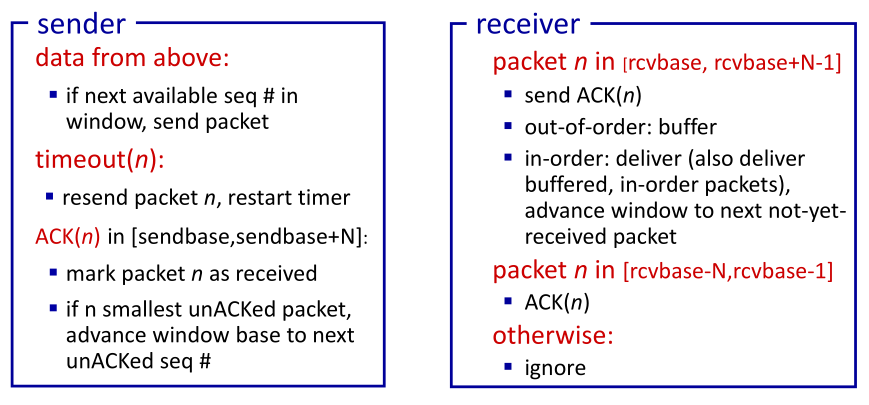 sender
data from above:
▪ if next available seq # in
window, send packet
timeout(n):
▪ resend packet n, restart timer
ACK(n) in [sendbase,sendbase+N]:
▪ mark packet n as received
▪ if n smallest unACKed packet,
advance window base to next
unACKed seq #
receiver
packet n in [rcvbase, rcvbase+N-1]
▪ send ACK(n)
▪ out-of-order: buffer
▪ in-order: deliver (also deliver
buffered, in-order packets),
advance window to next not-yet-
received packet
packet n in [rcvbase-N,rcvbase-1]
▪ ACK(n)
otherwise:
▪ ignore